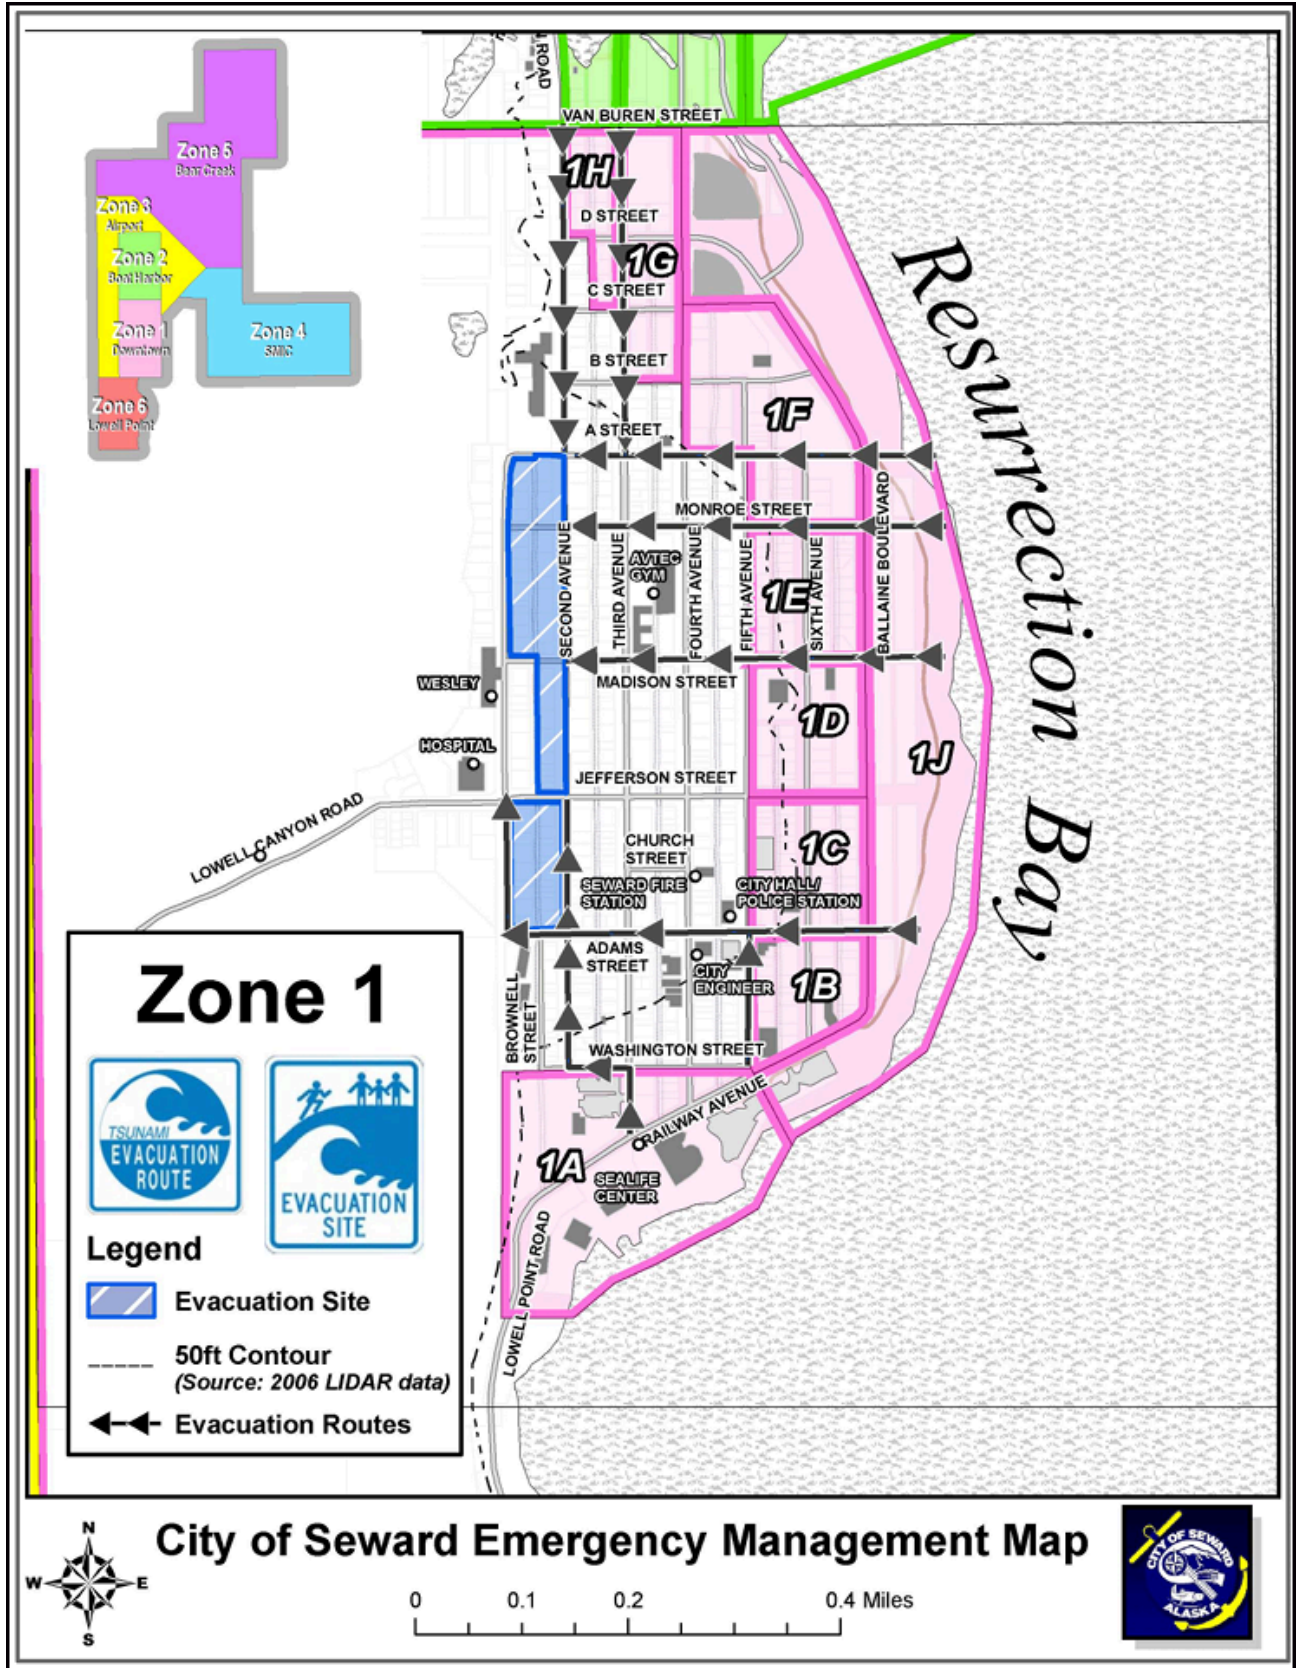 Zone 5
Bear Creek
Zone 3
Airport
Zone 2
Boat Harbor
Zone 1
Downtown
Zone 4
SMIC
Zone 6
Lowell Point
ROAD
VAN BUREN STREET
1H
D STREET
1G
C STREET
B STREET
1F
A STREET
MONROE STREET
SECOND AVENUE
THIRD AVENUE
AVTEC
GYM
FOURTH AVENUE
FIFTH AVENUE
1E
SIXTH AVENUE
BALLAINE BOULEVARD
Resurrection Bay
WESLEY
MADISON STREET
1D
HOSPITAL
1J
JEFFERSON STREET
LOWELL CANYON ROAD
CHURCH
STREET
1C
SEWARD FIRE
STATION
CITY HALL/
POLICE STATION
ADAMS
STREET
CITY
ENGINEER
1B
BROWNELL
STREET
WASHINGTON STREET
RAILWAY AVENUE
1A
SEALIFE
CENTER
LOWELL POINT ROAD
Zone 1
TSUNAMI
EVACUATION
ROUTE
EVACUATION
SITE
Legend
Evacuation Site
50ft Contour
(Source: 2006 LIDAR data)
Evacuation Routes
N
W E
S
City of Seward Emergency Management Map
0 0.1 0.2 0.4 Miles
CITY OF SEWARD
ALASKA